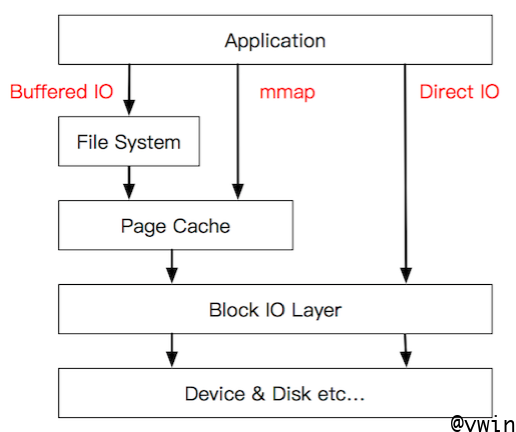 Application
Buffered IO
mmap
Direct IO
File System
Page Cache
Block IO Layer
Device & Disk etc...
@vwin